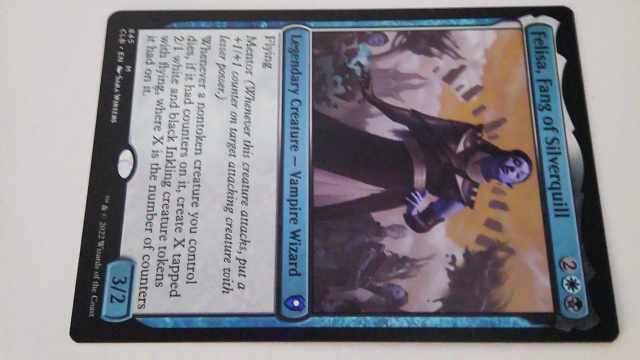 Felisa, Fang of Silverquill 2
Legendary Creature — Vampire Wizard
Flying
Mentor (Whenever this creature attacks, put a
+1/+1 counter on target attacking creature with
lesser power.)
Whenever a nontoken creature you control
dies, if it had counters on it, create X tapped
2/1 white and black Inkling creature tokens
with flying, where X is the number of counters
it had on it.
3/2
845 M
CLB • EN Sara Winters
™ & © 2022 Wizards of the Coast